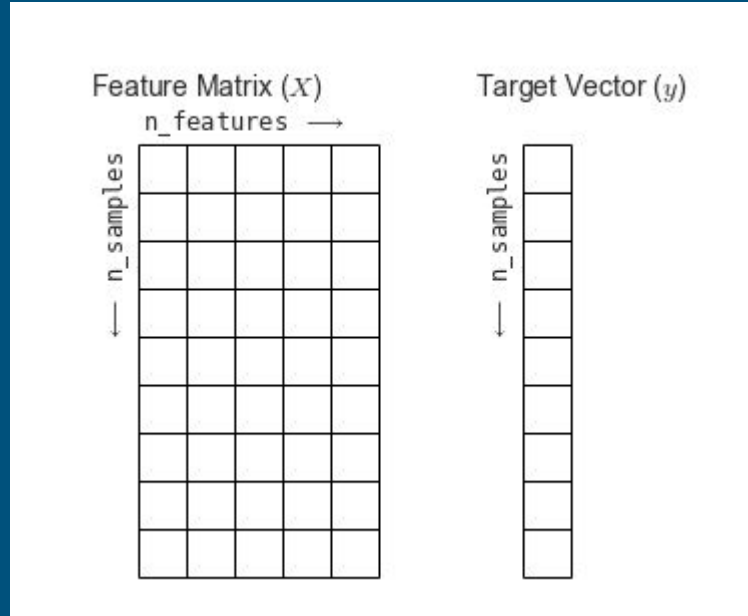 Feature Matrix (X)
n_features ⟶
⟵ n_samples
Target Vector (y)
⟵ n_samples